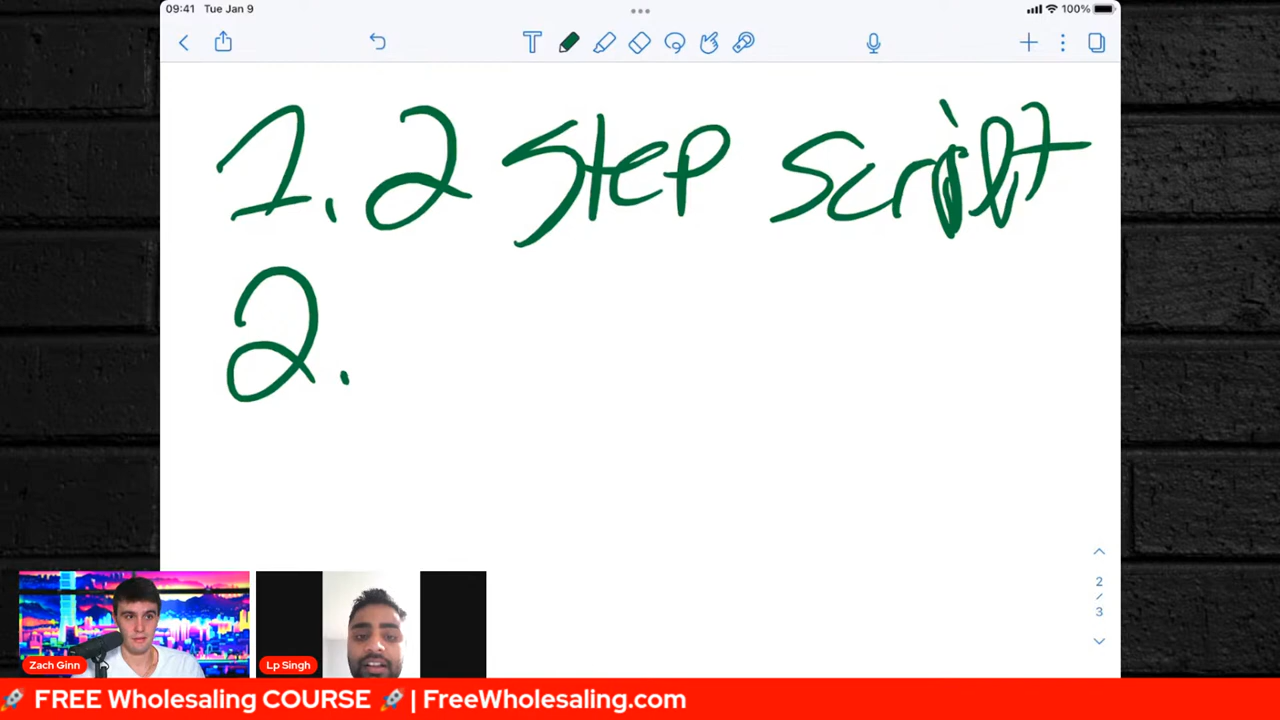 09:41 Tue Jan 9
100%
T
1. 2 Step Script
2.
2
3
Zach Ginn
Lp Singh
🚀 FREE Wholesaling COURSE 🚀 | FreeWholesaling.com